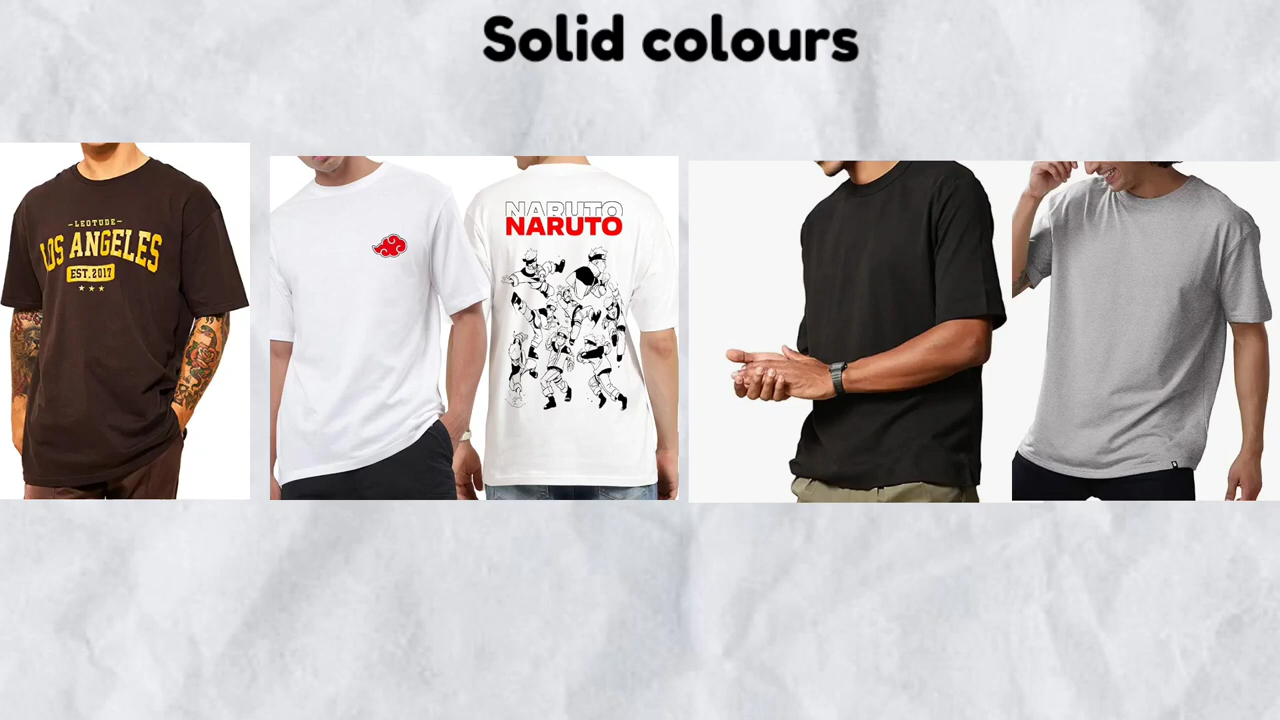 Solid colours
-LEOTUDE-
LOS ANGELES
EST.2017
NARUTO
NARUTO